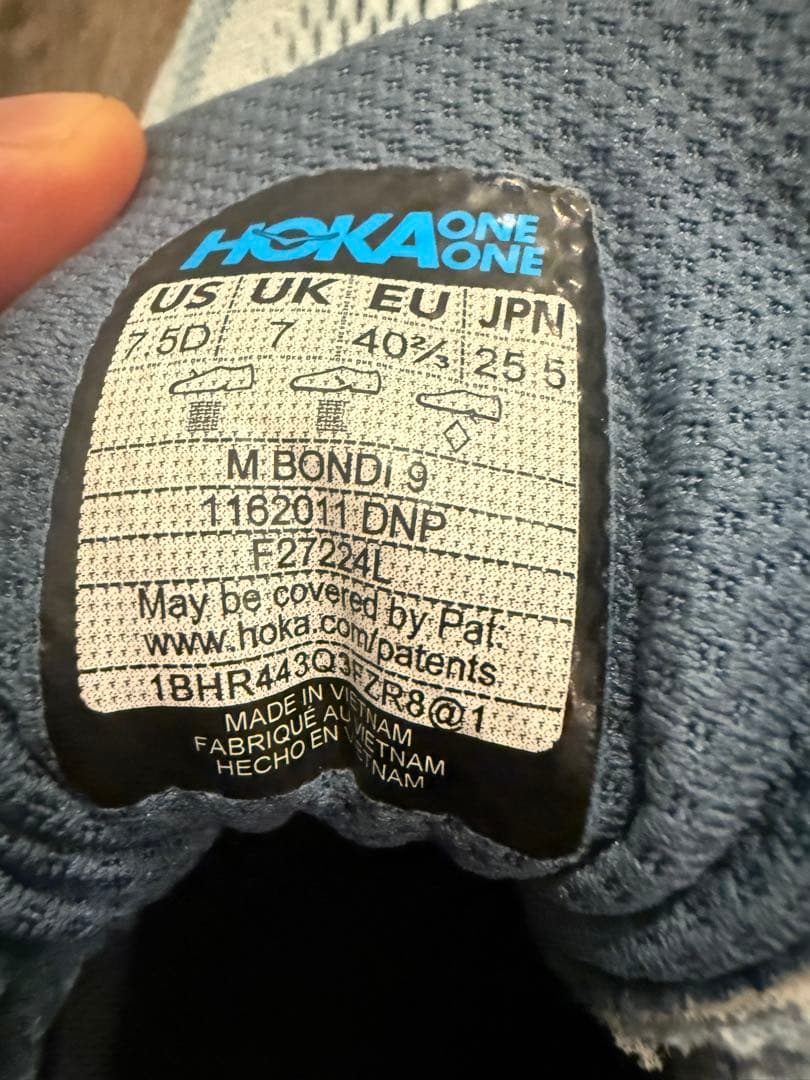 HOKA ONE ONE
US UK EU JPN
7.5D 7 40⅔ 25 5
M BONDI 9
1162011 DNP
F27224L
May be covered by Pat:
www.hoka.com/patents
1BHR443Q3FZR8@1
MADE IN VIETNAM
FABRIQUÉ AU VIETNAM
HECHO EN VIETNAM